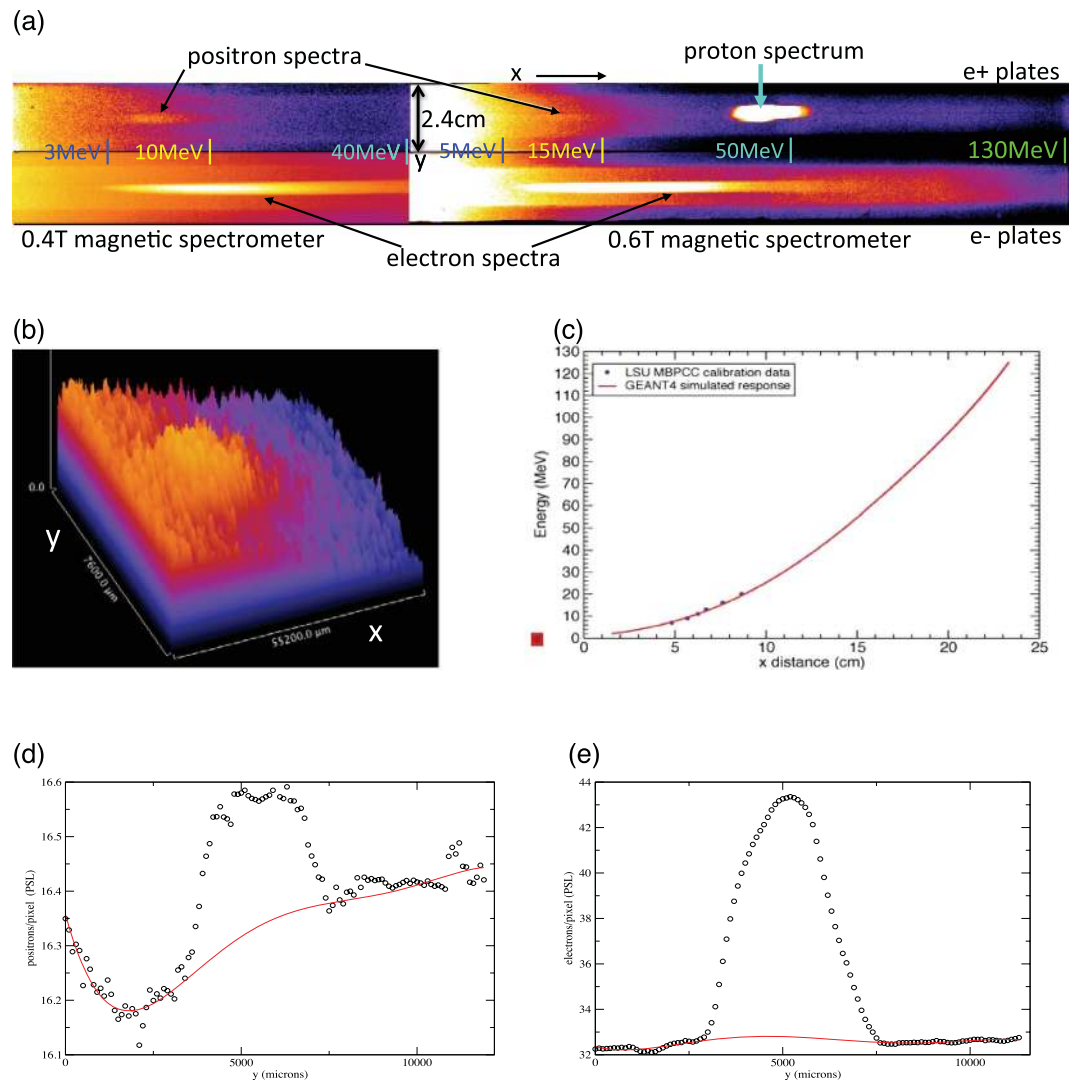 (a)
positron spectra
x
proton spectrum
e+ plates
2.4cm
3MeV 10MeV 40MeV y 5MeV 15MeV 50MeV 130MeV
0.4T magnetic spectrometer
electron spectra
0.6T magnetic spectrometer
e- plates
(b)
0.0
y
7600.0 µm
55200.0 µm
x
(c)
130
120
110
100
90
80
70
60
50
40
30
20
10
0
Energy (MeV)
LSU MBPCC calibration data
GEANT4 simulated response
0 5 10 15 20 25
x distance (cm)
(d)
16.6
16.5
16.4
16.3
16.2
16.1
positrons/pixel (PSL)
0 5000 10000
y (microns)
(e)
44
42
40
38
36
34
32
electrons/pixel (PSL)
0 5000 10000
y (microns)